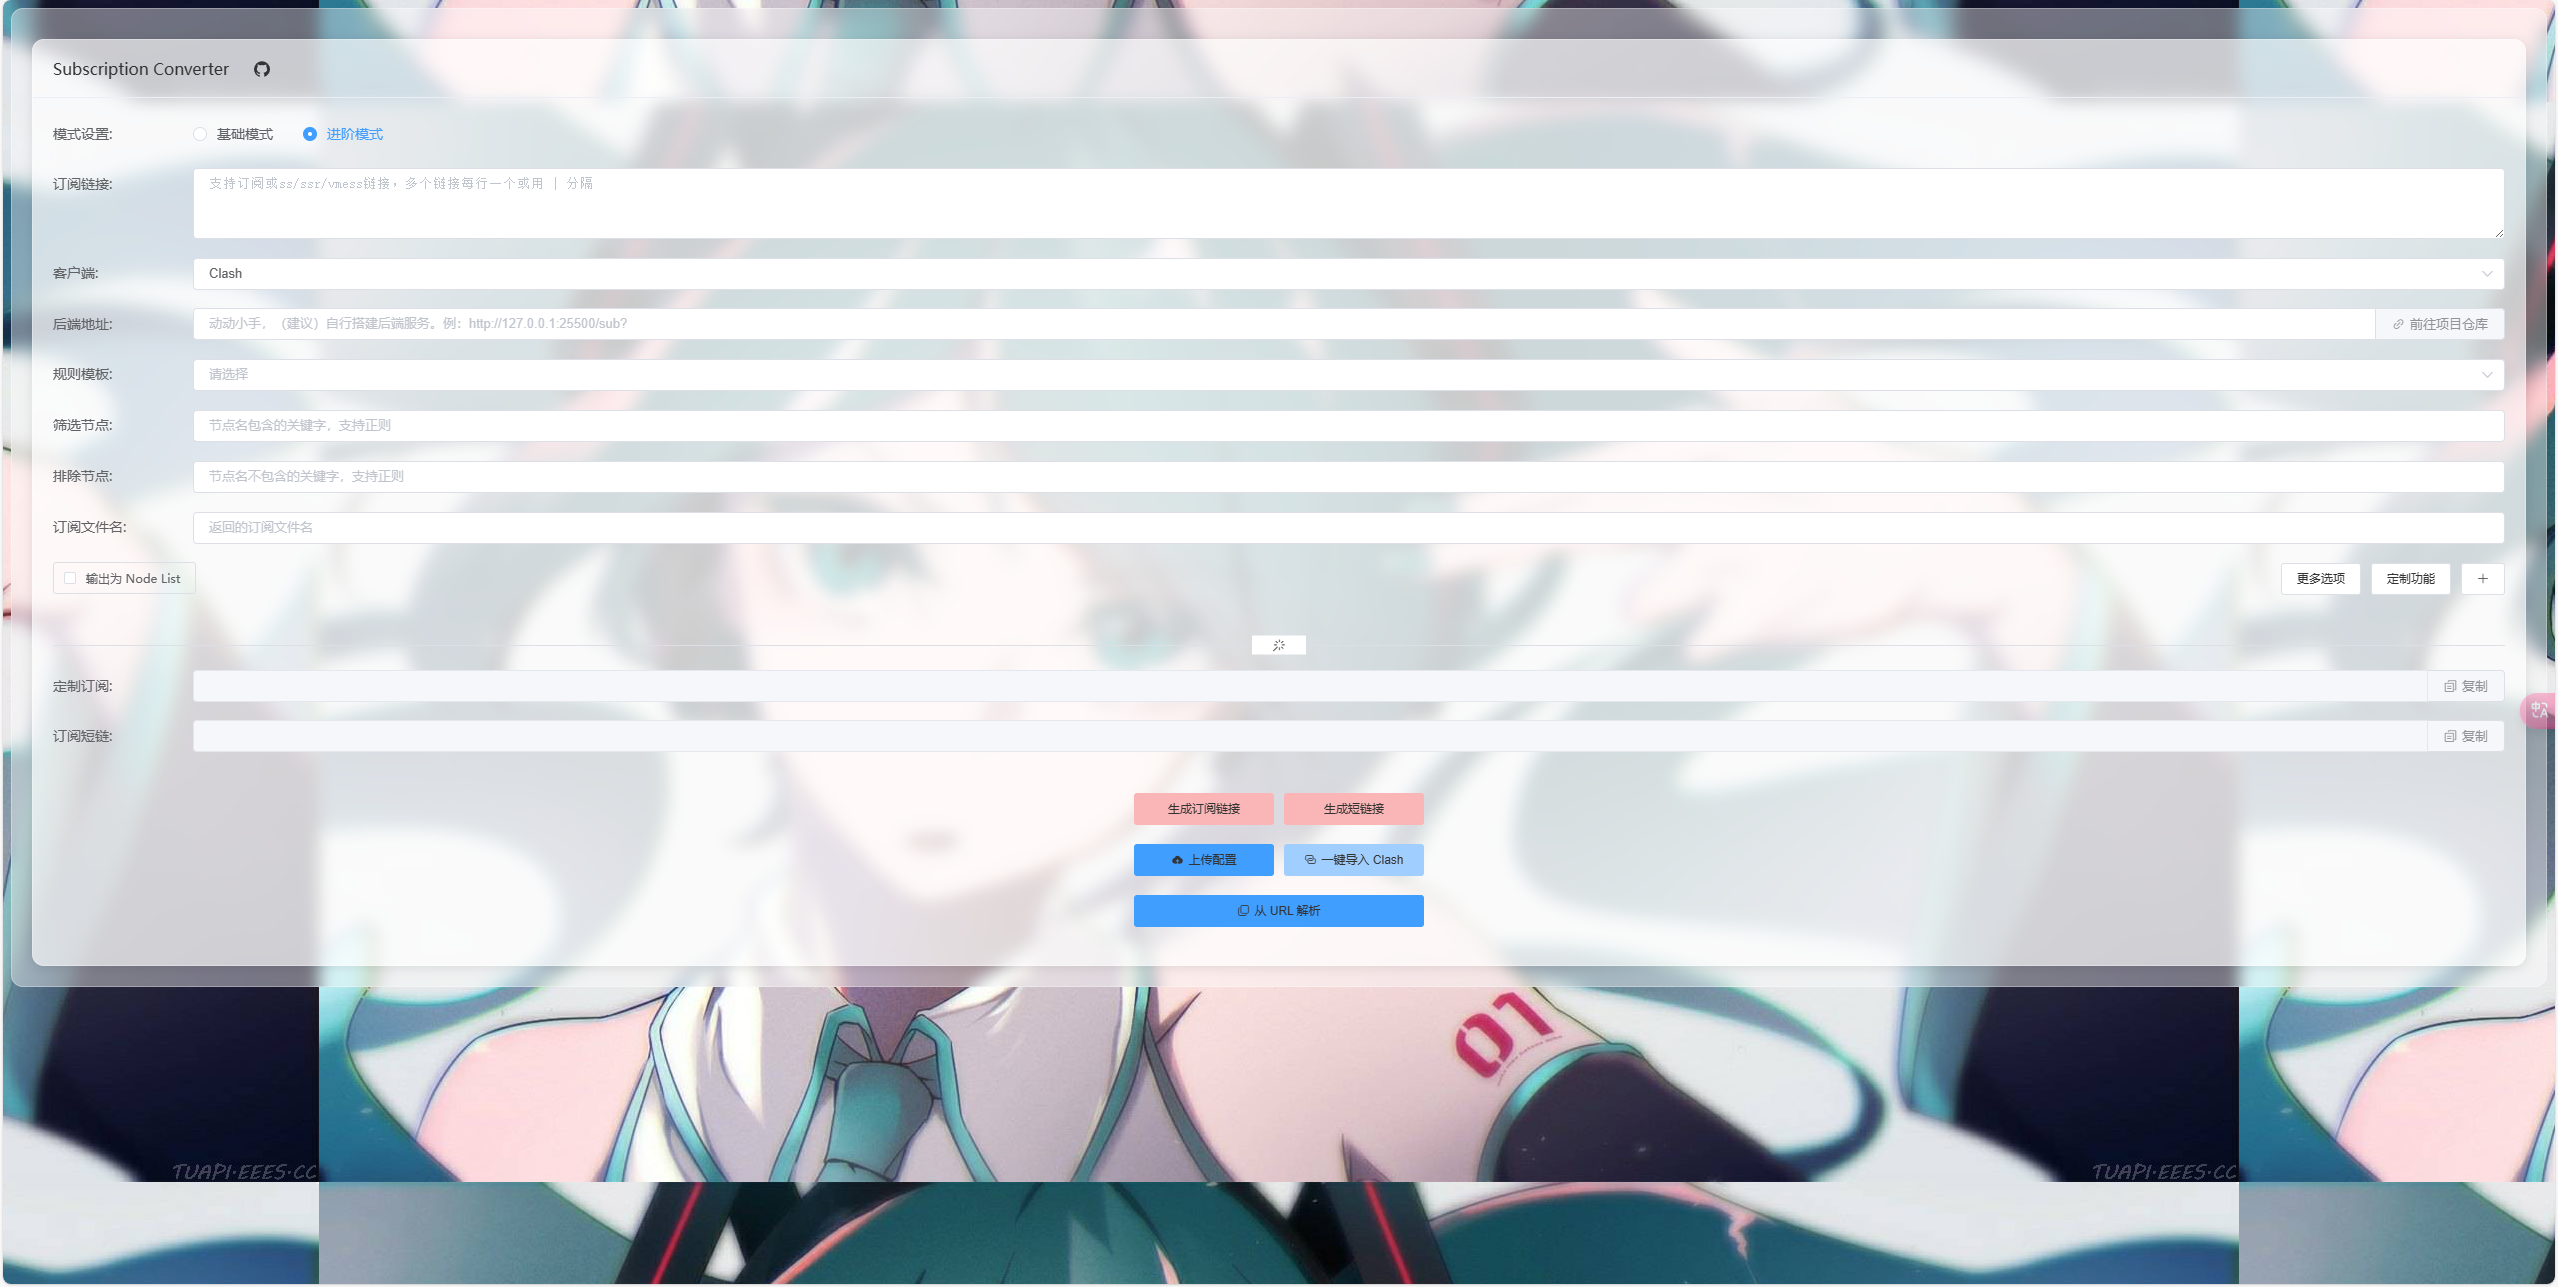 Subscription Converter
模式设置: 基础模式 进阶模式
订阅链接: 支持订阅或ss/ssr/vmess链接，多个链接每行一个或用 | 分隔
客户端: Clash
后端地址: 动动小手，（建议）自行搭建后端服务。例：http://127.0.0.1:25500/sub? 前往项目仓库
规则模板: 请选择
筛选节点: 节点名包含的关键字，支持正则
排除节点: 节点名不包含的关键字，支持正则
订阅文件名: 返回的订阅文件名
输出为 Node List 更多选项 定制功能
定制订阅: 复制
订阅短链: 复制
生成订阅链接 生成短链接
上传配置 一键导入 Clash
从 URL 解析
01
TUAPI·EEES·CC TUAPI·EEES·CC